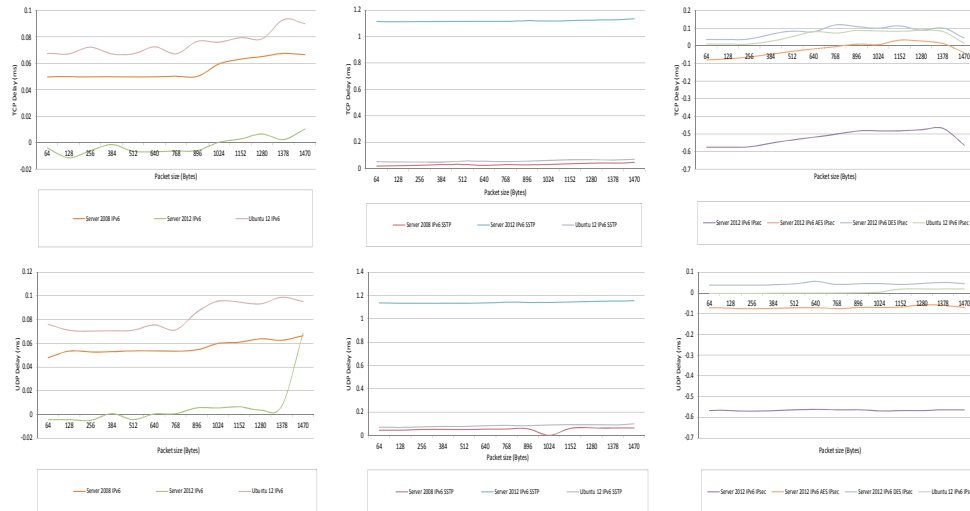 0.1
0.08
0.06
0.04
0.02
0
-0.02
TCP Delay (ms)
64 128 256 384 512 640 768 896 1024 1152 1280 1378 1470
Packet size (Bytes)
Server 2008 IPv6 Server 2012 IPv6 Ubuntu 12 IPv6
1.2
1
0.8
0.6
0.4
0.2
0
TCP Delay (ms)
64 128 256 384 512 640 768 896 1024 1152 1280 1378 1470
Packet size (Bytes)
Server 2008 IPv6 SSTP Server 2012 IPv6 SSTP Ubuntu 12 IPv6 SSTP
0.2
0.1
0
-0.1
-0.2
-0.3
-0.4
-0.5
-0.6
-0.7
TCP Delay (ms)
64 128 256 384 512 640 768 896 1024 1152 1280 1378 1470
Packet size (Bytes)
Server 2012 IPv6 IPsec Server 2012 IPv6 AES IPsec Server 2012 IPv6 DES IPsec Ubuntu 12 IPv6 IPsec
0.12
0.1
0.08
0.06
0.04
0.02
0
-0.02
UDP Delay (ms)
64 128 256 384 512 640 768 896 1024 1152 1280 1378 1470
Packet size (Bytes)
Server 2008 IPv6 Server 2012 IPv6 Ubuntu 12 IPv6
1.4
1.2
1
0.8
0.6
0.4
0.2
0
UDP Delay (ms)
64 128 256 384 512 640 768 896 1024 1152 1280 1378 1470
Packet size (Bytes)
Server 2008 IPv6 SSTP Server 2012 IPv6 SSTP Ubuntu 12 IPv6 SSTP
0.1
0
-0.1
-0.2
-0.3
-0.4
-0.5
-0.6
-0.7
UDP Delay (ms)
64 128 256 384 512 640 768 896 1024 1152 1280 1378 1470
Packet size (Bytes)
Server 2012 IPv6 IPsec Server 2012 IPv6 AES IPsec Server 2012 IPv6 DES IPsec Ubuntu 12 IPv6 IPsec